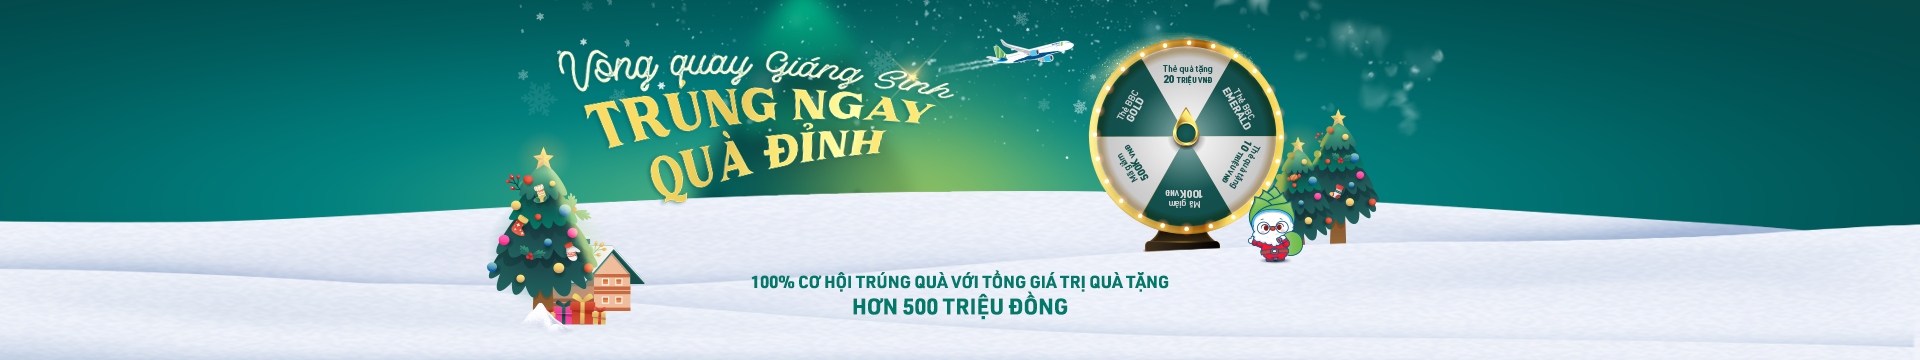 Vòng quay Giáng Sinh
TRÚNG NGAY
QUÀ ĐỈNH
Thẻ quà tặng
20 TRIỆU VNĐ
Thẻ BBC
EMERALD
Thẻ quà tặng
10 TRIỆU VNĐ
Mã giảm
100K VNĐ
Mã giảm
500K VNĐ
Thẻ BBC
GOLD
100% CƠ HỘI TRÚNG QUÀ VỚI TỔNG GIÁ TRỊ QUÀ TẶNG
HƠN 500 TRIỆU ĐỒNG